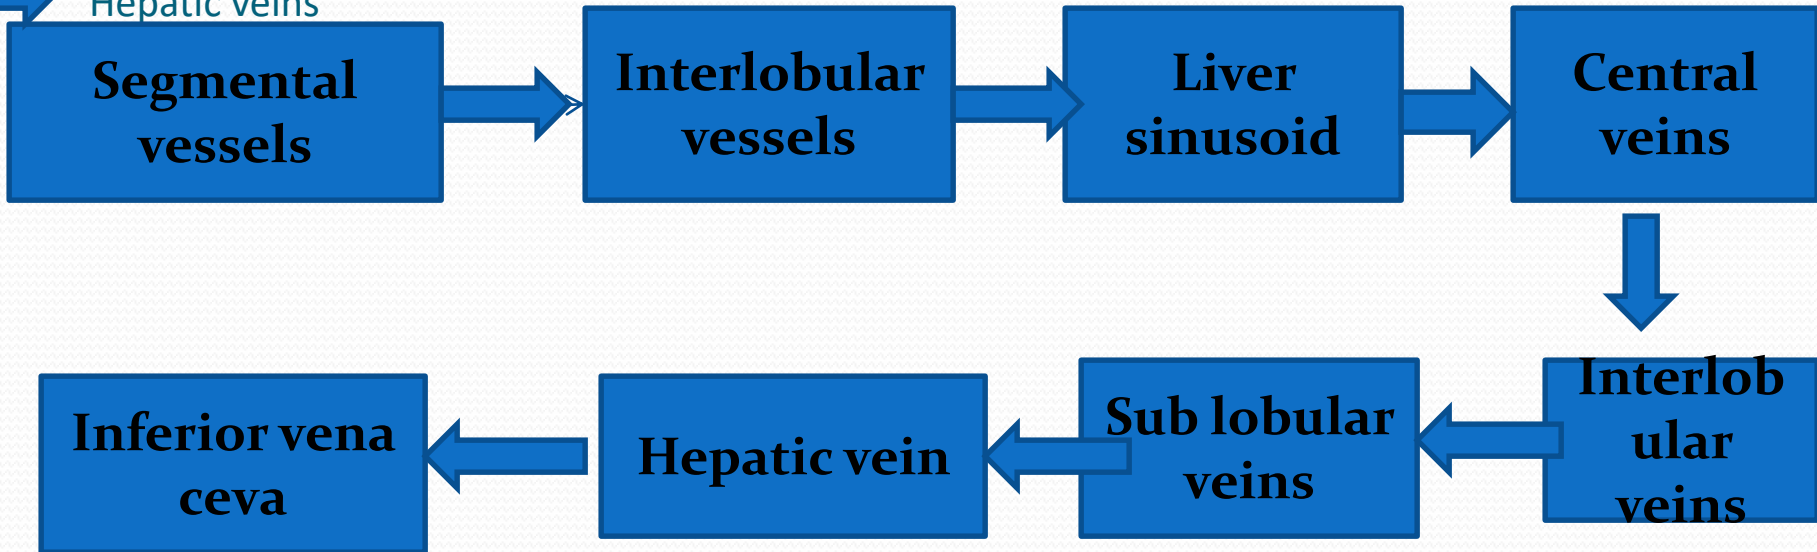 Hepatic veins
Segmental
vessels
Interlobular
vessels
Liver
sinusoid
Central
veins
Inferior vena
ceva
Hepatic vein
Sub lobular
veins
Interlob
ular
veins